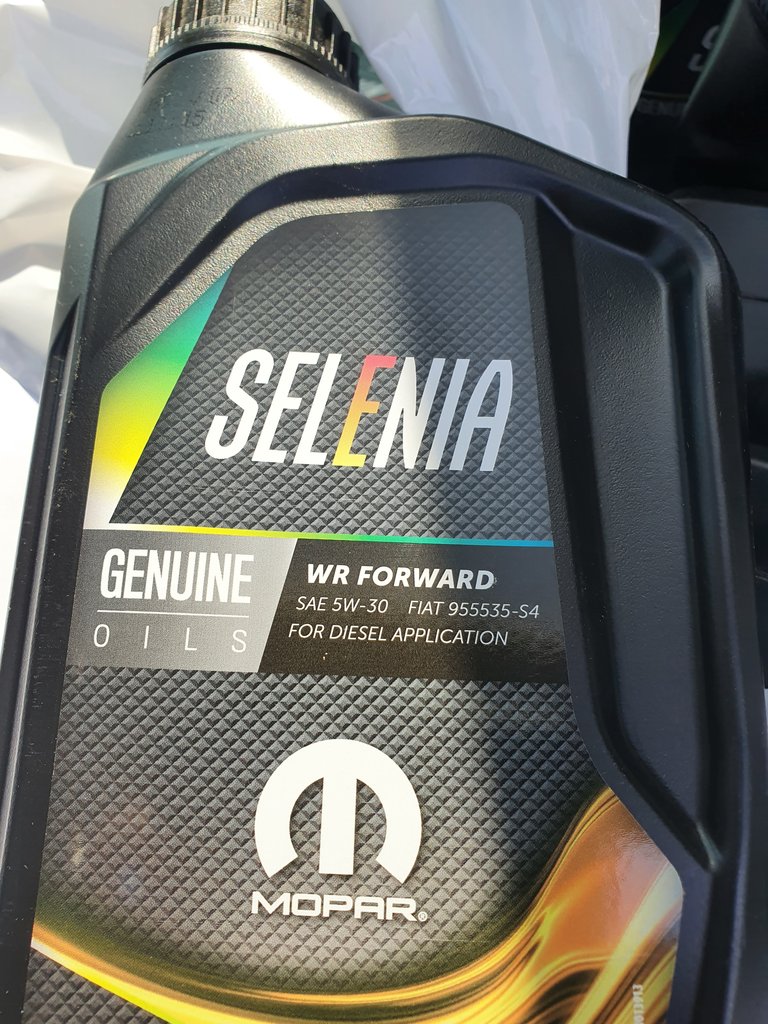 SELENIA
GENUINE
OILS
WR FORWARD
SAE 5W-30 FIAT 955535-S4
FOR DIESEL APPLICATION
MOPAR®